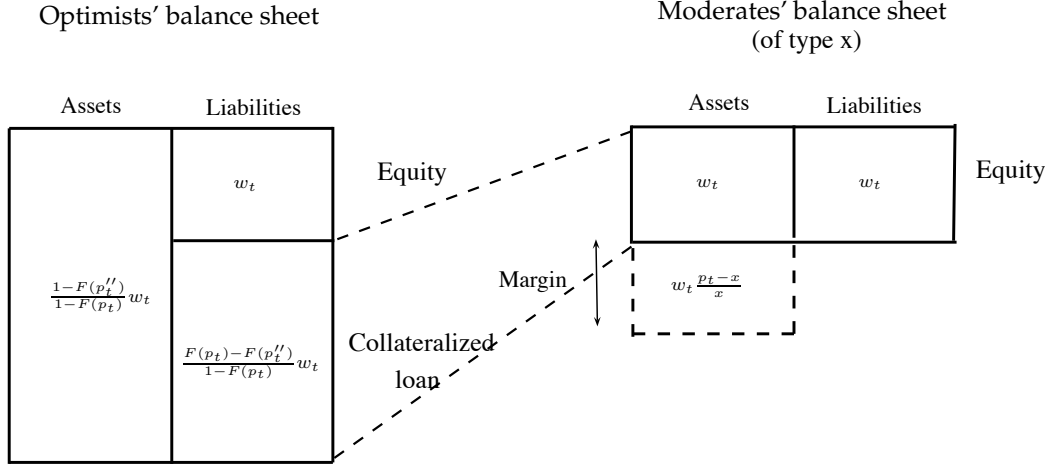 Optimists' balance sheet
Moderates' balance sheet
(of type x)
Assets
Liabilities
Assets
Liabilities
w_t
Equity
w_t
w_t
Equity
\frac{1-F(p_t'')}{1-F(p_t)} w_t
Margin
w_t \frac{p_t-x}{x}
\frac{F(p_t)-F(p_t'')}{1-F(p_t)} w_t
Collateralized
loan